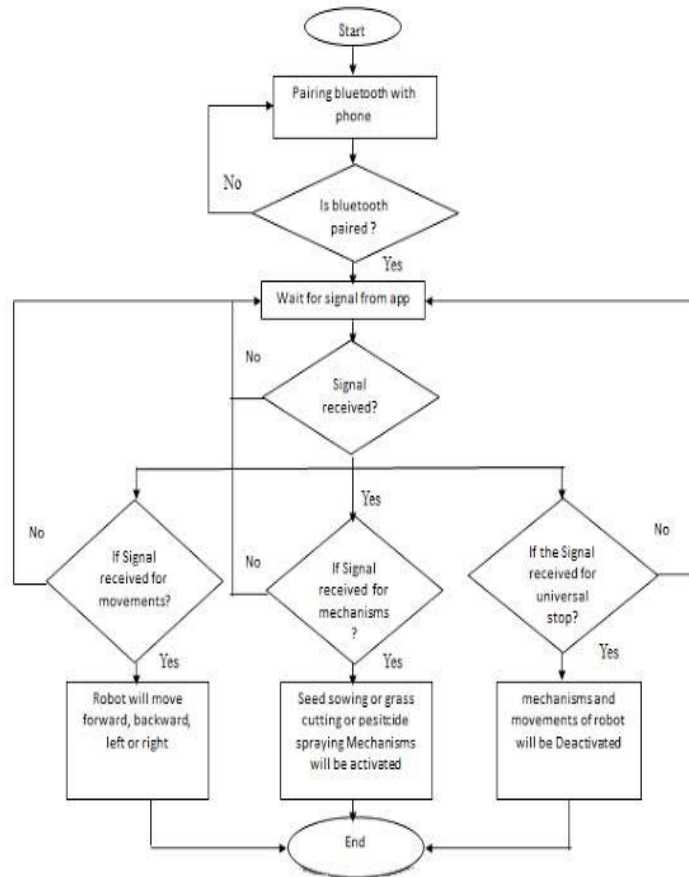 Start
Pairing bluetooth with
phone
No
Is bluetooth
paired ?
Yes
Wait for signal from app
No
Signal
received?
Yes
No
If Signal
received for
movements?
No
If Signal
received for
mechanisms
?
No
If the Signal
received for
universal
stop?
Yes
Yes
Yes
Robot will move
forward, backward,
left or right
Seed sowing or grass
cutting or pesitcide
spraying Mechanisms
will be activated
mechanisms and
movements of robot
will be Deactivated
End